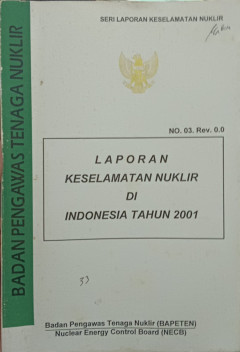 SERI LAPORAN KESELAMATAN NUKLIR
BADAN PENGAWAS TENAGA NUKLIR
NO. 03. Rev. 0.0
LAPORAN
KESELAMATAN NUKLIR
DI
INDONESIA TAHUN 2001
33
Badan Pengawas Tenaga Nuklir (BAPETEN)
Nuclear Energy Control Board (NECB)